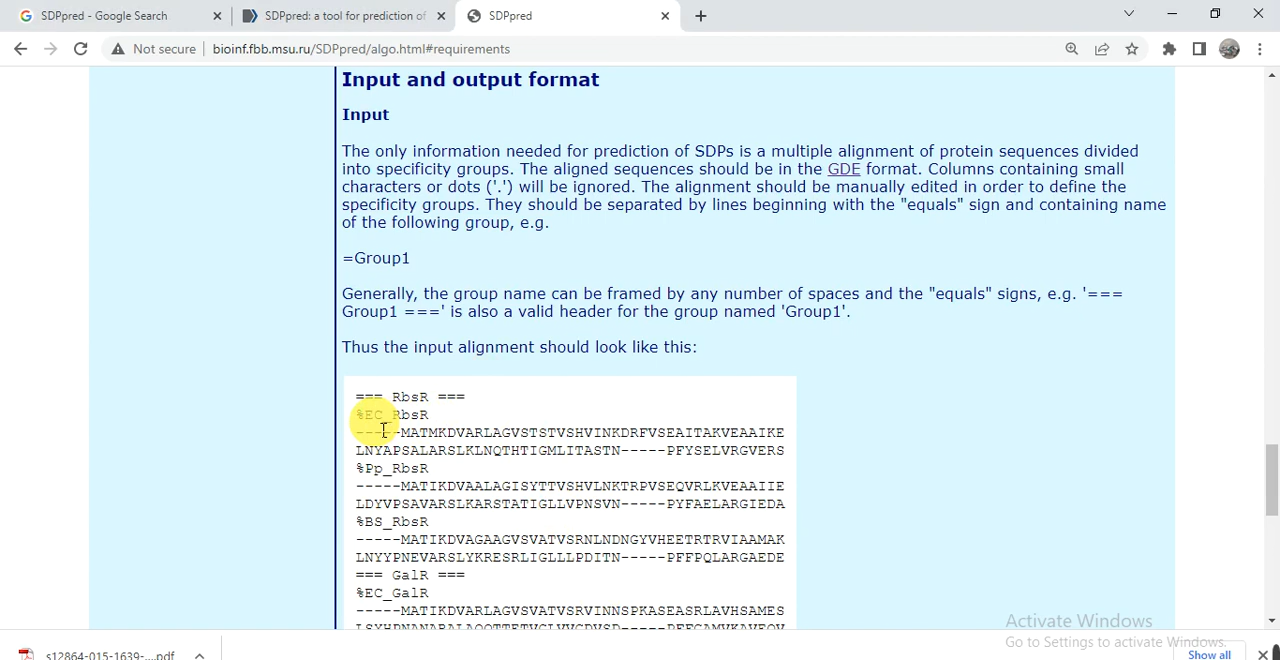 SDPpred - Google Search
SDPpred: a tool for prediction of
SDPpred
Not secure
bioinf.fbb.msu.ru/SDPpred/algo.html#requirements
Input and output format
Input
The only information needed for prediction of SDPs is a multiple alignment of protein sequences divided
into specificity groups. The aligned sequences should be in the GDE format. Columns containing small
characters or dots ('.') will be ignored. The alignment should be manually edited in order to define the
specificity groups. They should be separated by lines beginning with the "equals" sign and containing name
of the following group, e.g.
=Group1
Generally, the group name can be framed by any number of spaces and the "equals" signs, e.g. '===
Group1 ===' is also a valid header for the group named 'Group1'.
Thus the input alignment should look like this:
=== RbsR ===
%EC_RbsR
-----MATMKDVARLAGVSTSTVSHVINKDRFVSEAITAKVEAAIKE
LNYAPSALARSLKLNQTHTIGMLITASTN-----PFYSELVRGVERS
%Pp_RbsR
-----MATIKDVAALAGISYTTVSHVLNKTRPVSEQVRLKVEAAIIE
LDYVPSAVARSLKARSTATIGLLVPNSVN-----PYFAELARGIEDA
%BS_RbsR
-----MATIKDVAGAAGVSVATVSRNLNDNGYVHEETRTRVIAAMAK
LNYYPNEVARSLYKRESRLIGLLLPDITN-----PFFPQLARGAEDE
=== GalR ===
%EC_GalR
-----MATIKDVARLAGVSVATVSRVINNSPKASEASRLAVHSAMES
Activate Windows
Go to Settings to activate Windows.
s12864-015-1639-....pdf
Show all